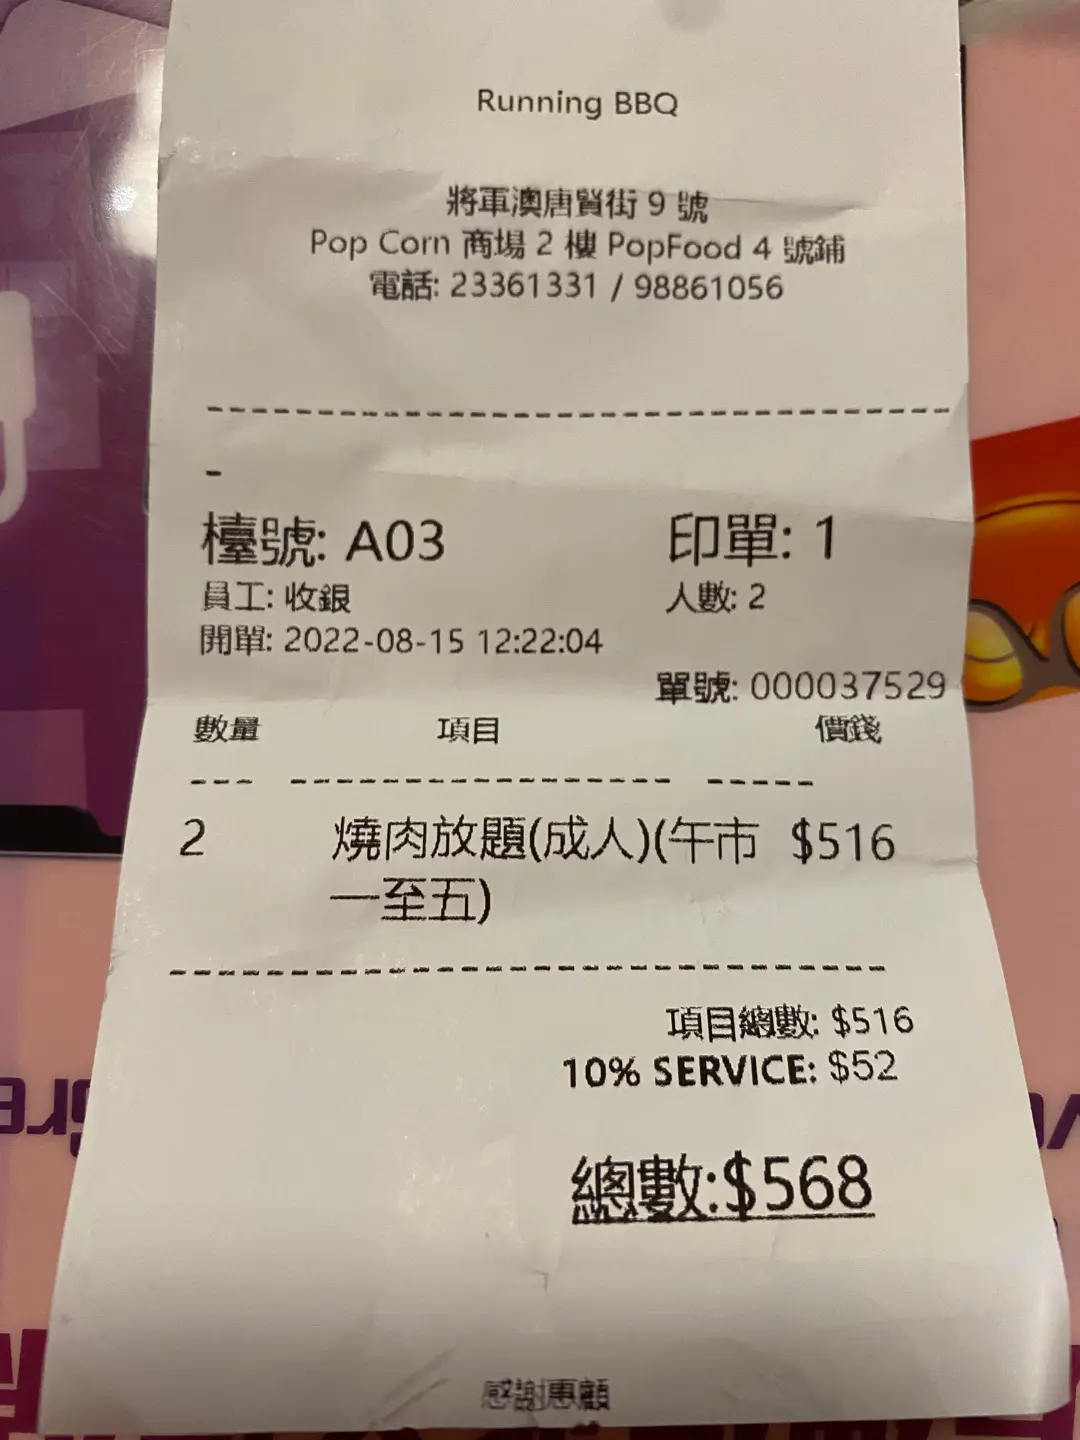 Running BBQ
將軍澳唐賢街 9 號
Pop Corn 商場 2 樓 PopFood 4 號鋪
電話: 23361331 / 98861056
-
檯號: A03 印單: 1
員工: 收銀 人數: 2
開單: 2022-08-15 12:22:04
單號: 000037529
數量 項目 價錢
2 燒肉放題(成人)(午市 $516
一至五)
項目總數: $516
10% SERVICE: $52
總數:$568
感謝惠顧